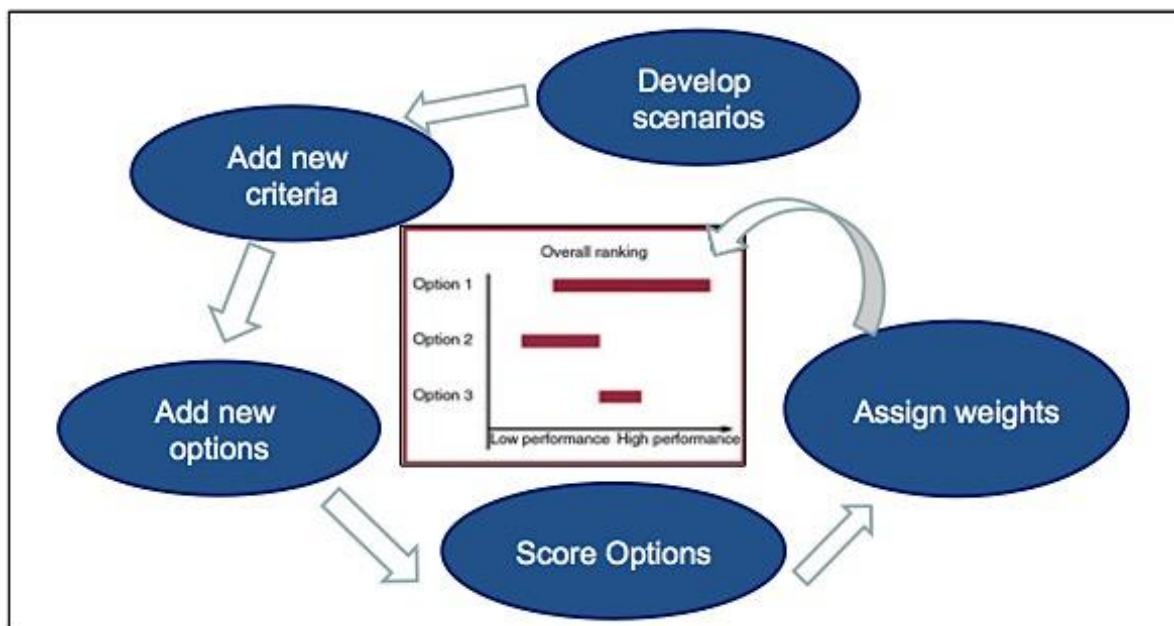 Develop
scenarios
Add new
criteria
Overall ranking
Option 1
Option 2
Option 3
Low performance High performance
Add new
options
Assign weights
Score Options